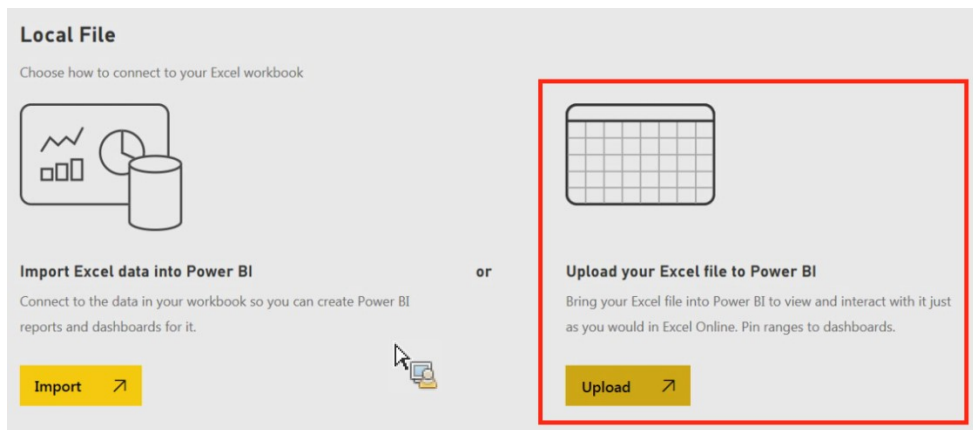 Local File
Choose how to connect to your Excel workbook
Import Excel data into Power BI
Connect to the data in your workbook so you can create Power BI
reports and dashboards for it.
Import
or
Upload your Excel file to Power BI
Bring your Excel file into Power BI to view and interact with it just
as you would in Excel Online. Pin ranges to dashboards.
Upload